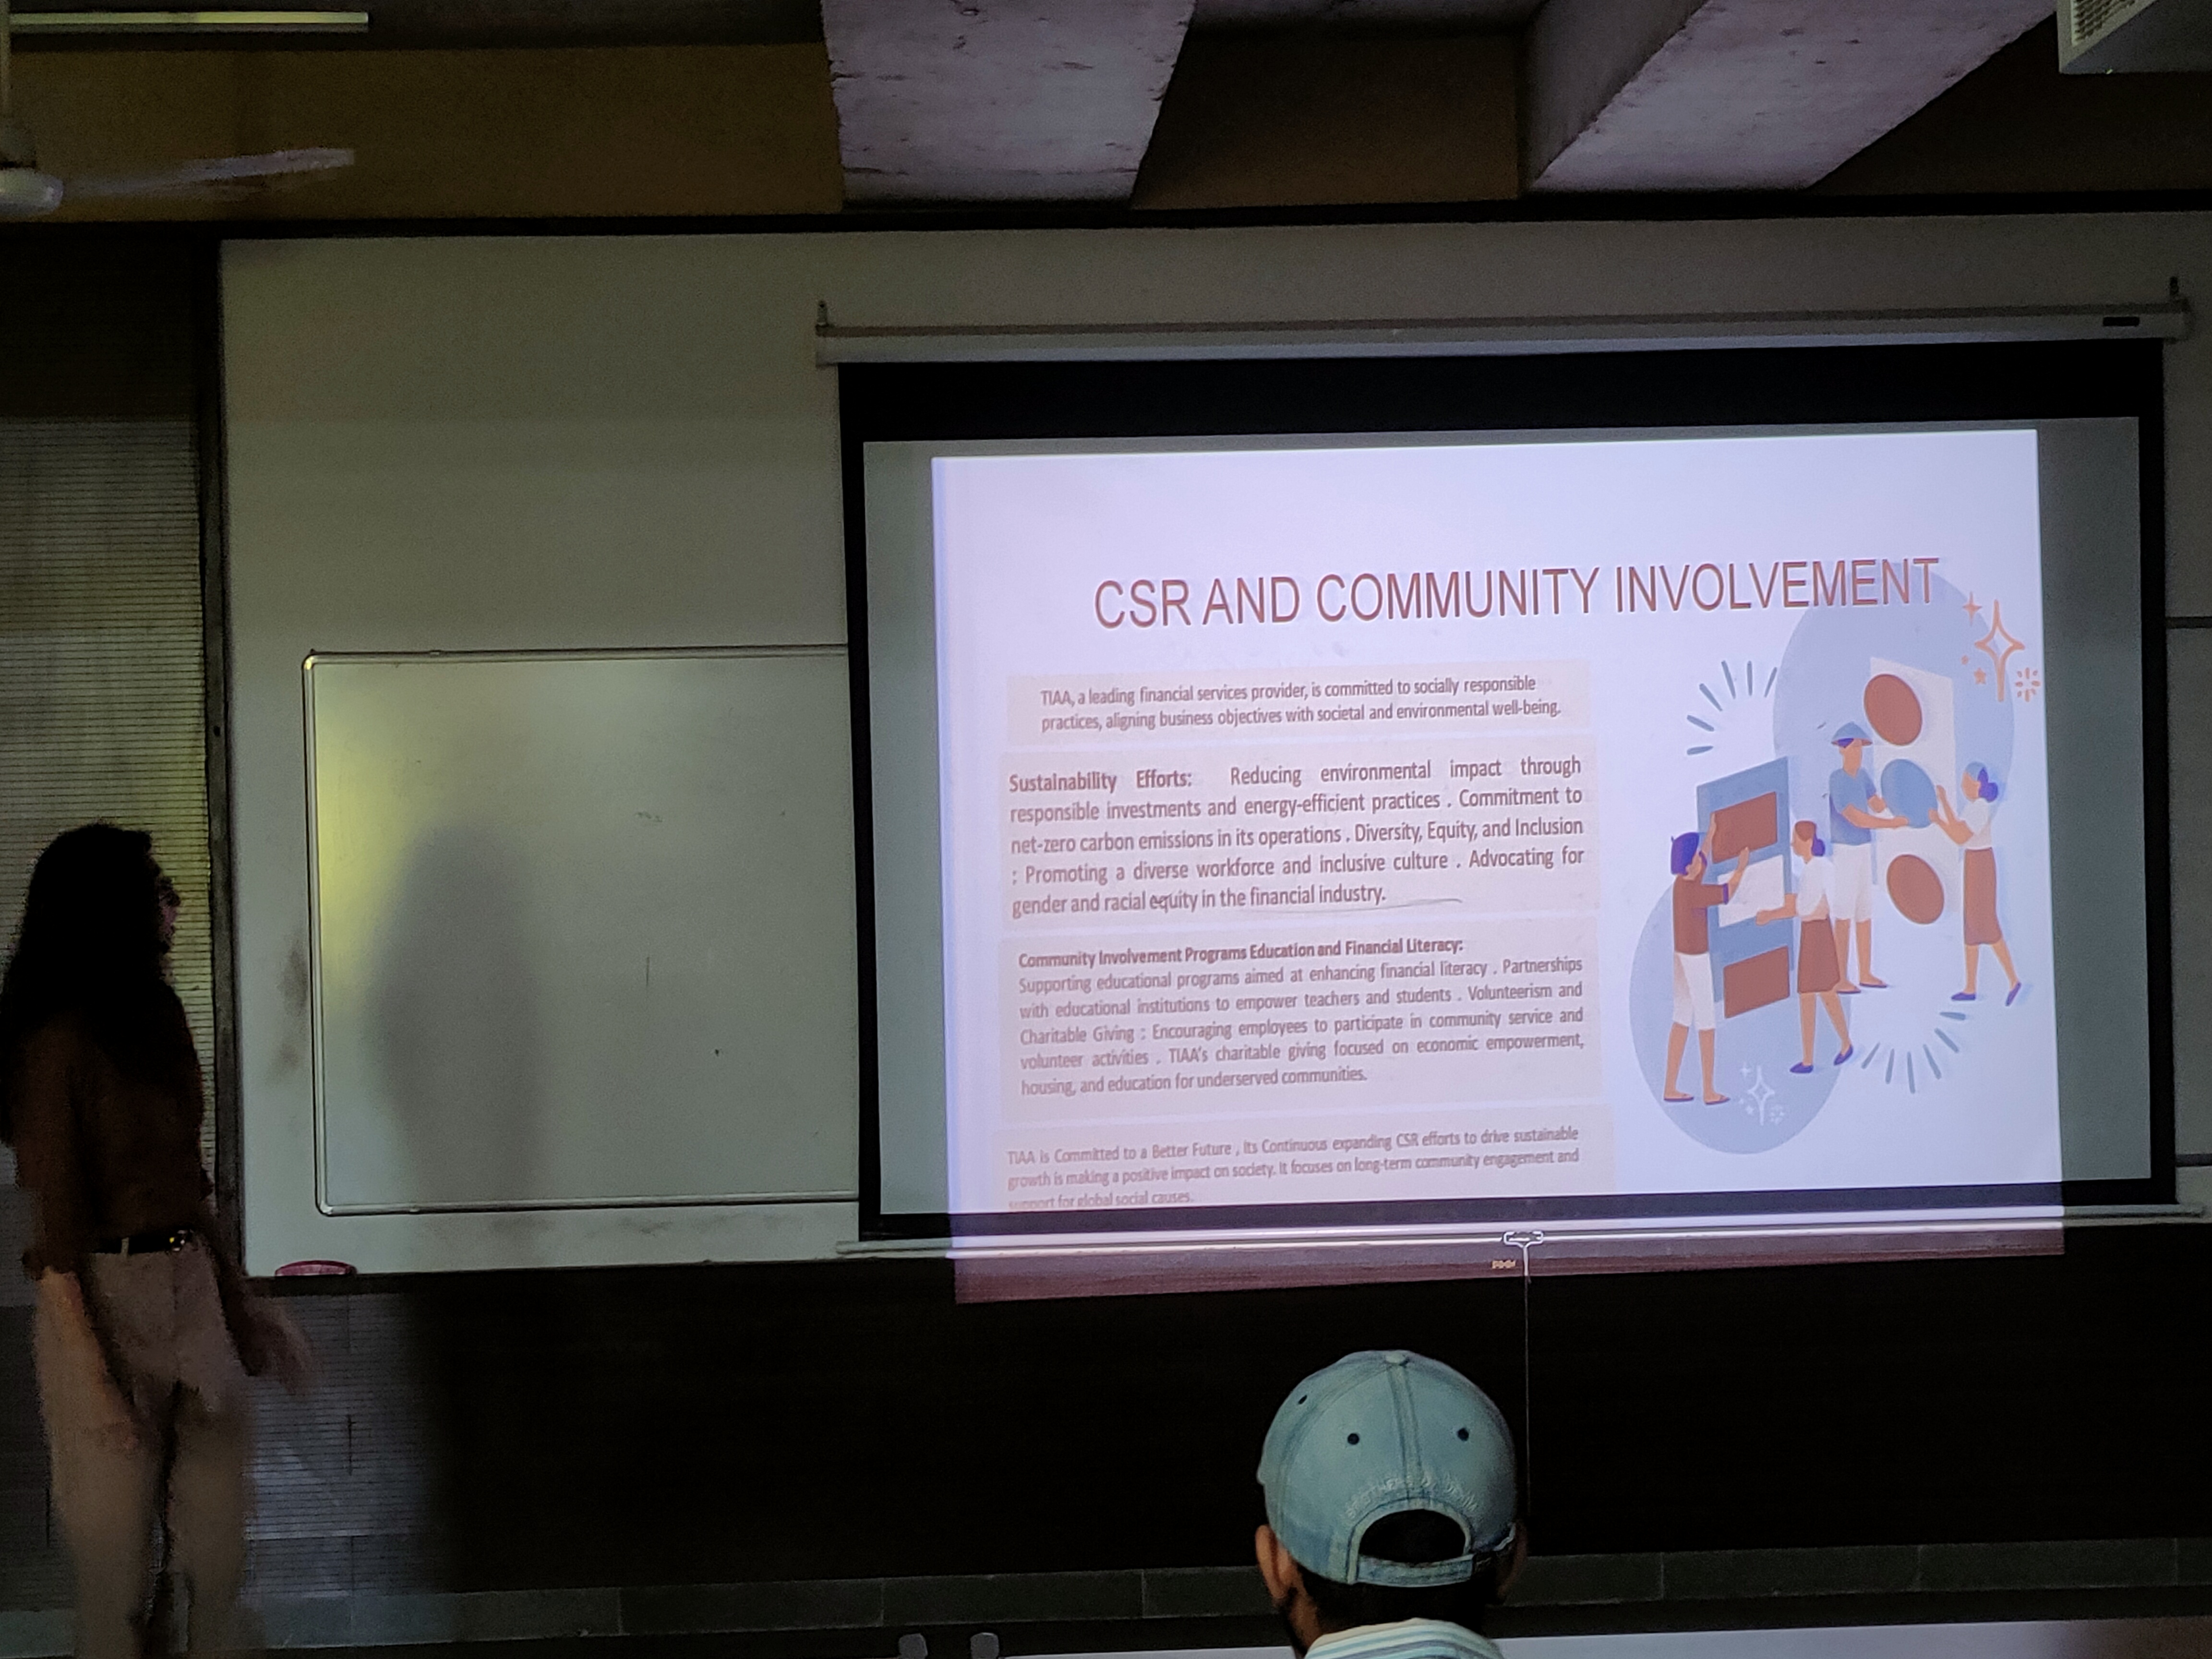 CSR AND COMMUNITY INVOLVEMENT
TIAA, a leading financial services provider, is committed to socially responsible
practices, aligning business objectives with societal and environmental well-being.
Sustainability Efforts: Reducing environmental impact through
responsible investments and energy-efficient practices . Commitment to
net-zero carbon emissions in its operations . Diversity, Equity, and Inclusion
: Promoting a diverse workforce and inclusive culture . Advocating for
gender and racial equity in the financial industry.
Community Involvement Programs Education and Financial Literacy:
Supporting educational programs aimed at enhancing financial literacy . Partnerships
with educational institutions to empower teachers and students . Volunteerism and
Charitable Giving : Encouraging employees to participate in community service and
volunteer activities . TIAA's charitable giving focused on economic empowerment,
housing, and education for underserved communities.
TIAA is Committed to a Better Future , Its Continuous expanding CSR efforts to drive sustainable
growth is making a positive impact on society. It focuses on long-term community engagement and
support for global social causes.